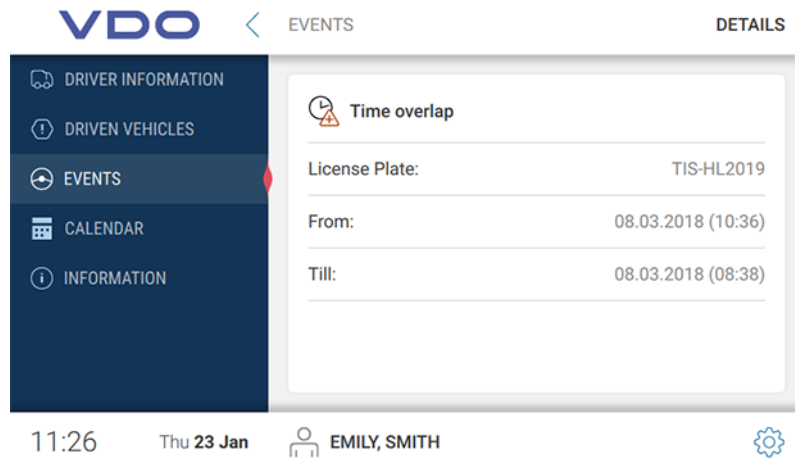 VDO
EVENTS
DETAILS
DRIVER INFORMATION
DRIVEN VEHICLES
EVENTS
CALENDAR
INFORMATION
Time overlap
License Plate: TIS-HL2019
From: 08.03.2018 (10:36)
Till: 08.03.2018 (08:38)
11:26 Thu 23 Jan EMILY, SMITH